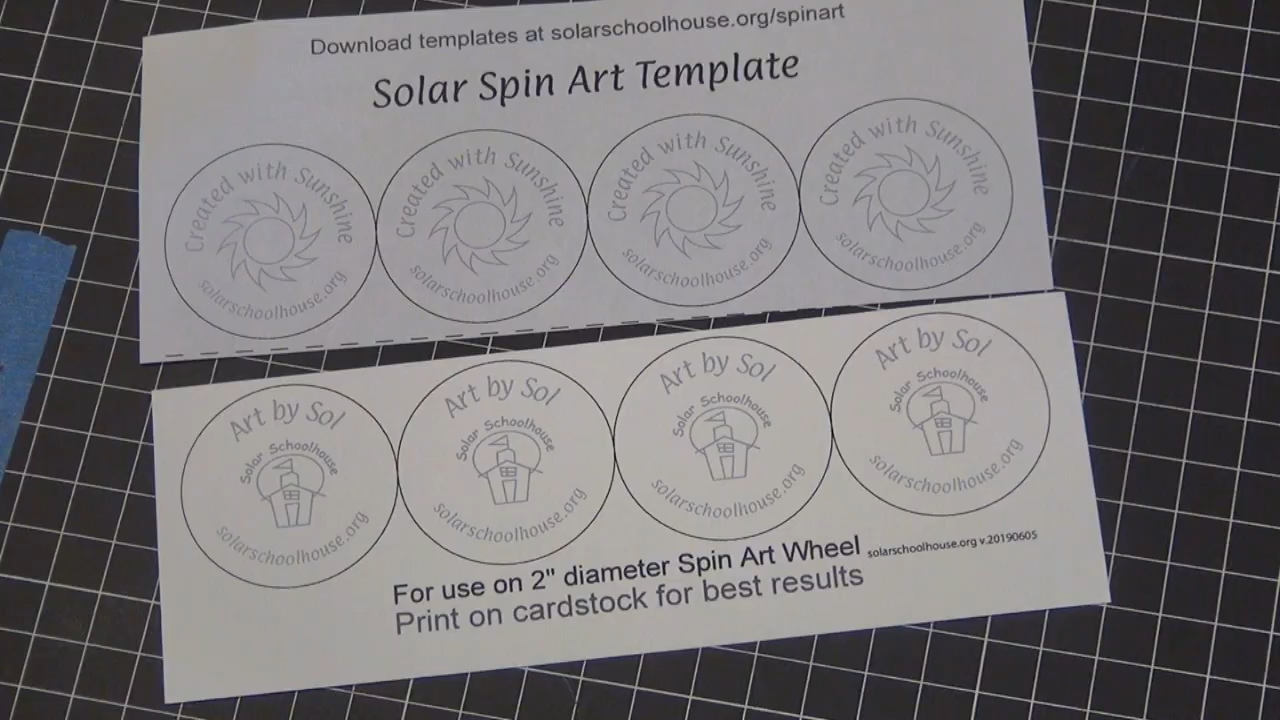 Download templates at solarschoolhouse.org/spinart
Solar Spin Art Template
Created with Sunshine
solarschoolhouse.org
Created with Sunshine
solarschoolhouse.org
Created with Sunshine
solarschoolhouse.org
Created with Sunshine
solarschoolhouse.org
Art by Sol
Solar Schoolhouse
solarschoolhouse.org
Art by Sol
Solar Schoolhouse
solarschoolhouse.org
Art by Sol
Solar Schoolhouse
solarschoolhouse.org
Art by Sol
Solar Schoolhouse
solarschoolhouse.org
For use on 2" diameter Spin Art Wheel solarschoolhouse.org v.20190605
Print on cardstock for best results